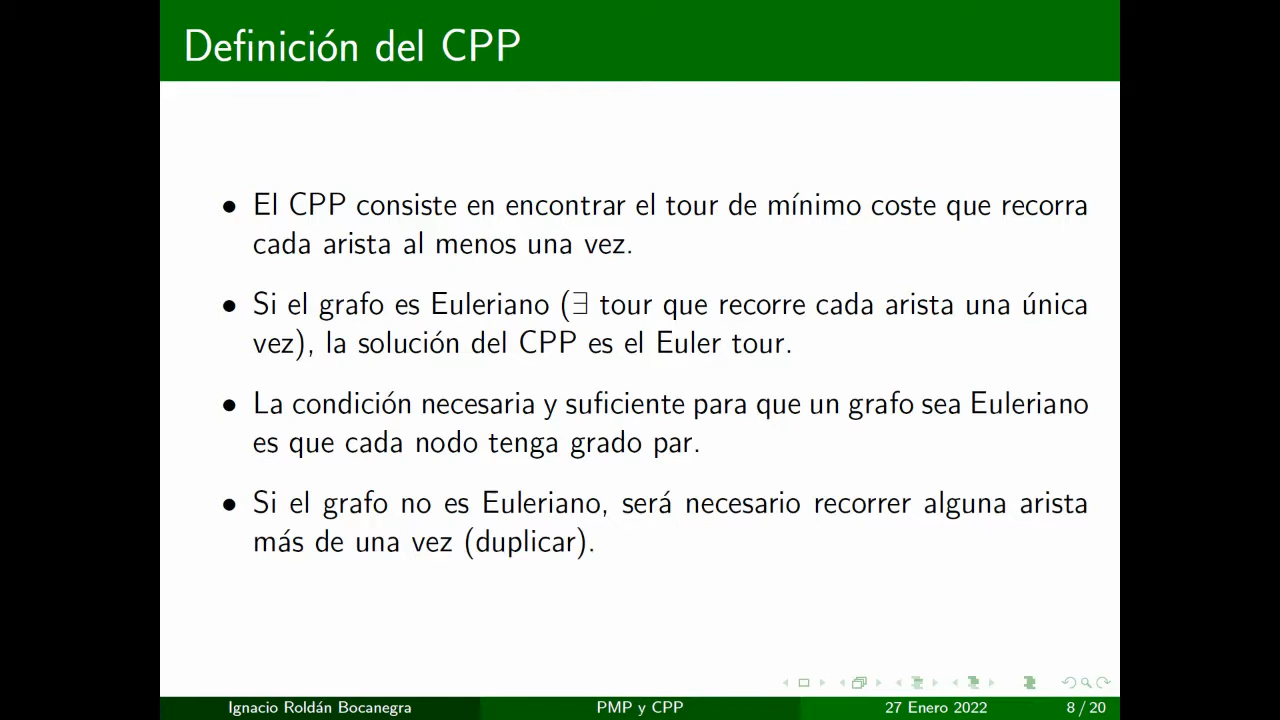 Definición del CPP
• El CPP consiste en encontrar el tour de mínimo coste que recorra
cada arista al menos una vez.
• Si el grafo es Euleriano (∃ tour que recorre cada arista una única
vez), la solución del CPP es el Euler tour.
• La condición necesaria y suficiente para que un grafo sea Euleriano
es que cada nodo tenga grado par.
• Si el grafo no es Euleriano, será necesario recorrer alguna arista
más de una vez (duplicar).
Ignacio Roldán Bocanegra PMP y CPP 27 Enero 2022 8 / 20